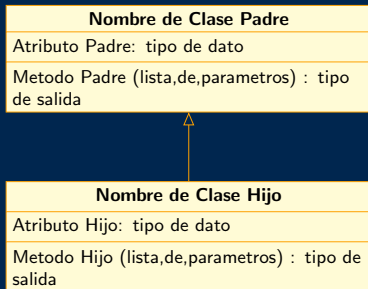 Nombre de Clase Padre
Atributo Padre: tipo de dato
Metodo Padre (lista,de,parametros) : tipo
de salida
Nombre de Clase Hijo
Atributo Hijo: tipo de dato
Metodo Hijo (lista,de,parametros) : tipo de
salida